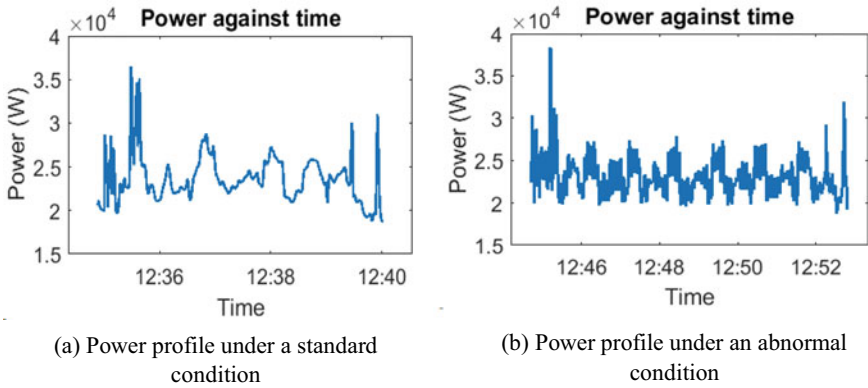 Power against time
× 10⁴
4
3.5
3
2.5
2
1.5
Power (W)
12:36 12:38 12:40
Time
(a) Power profile under a standard
condition
Power against time
× 10⁴
4
3.5
3
2.5
2
1.5
Power (W)
12:46 12:48 12:50 12:52
Time
(b) Power profile under an abnormal
condition